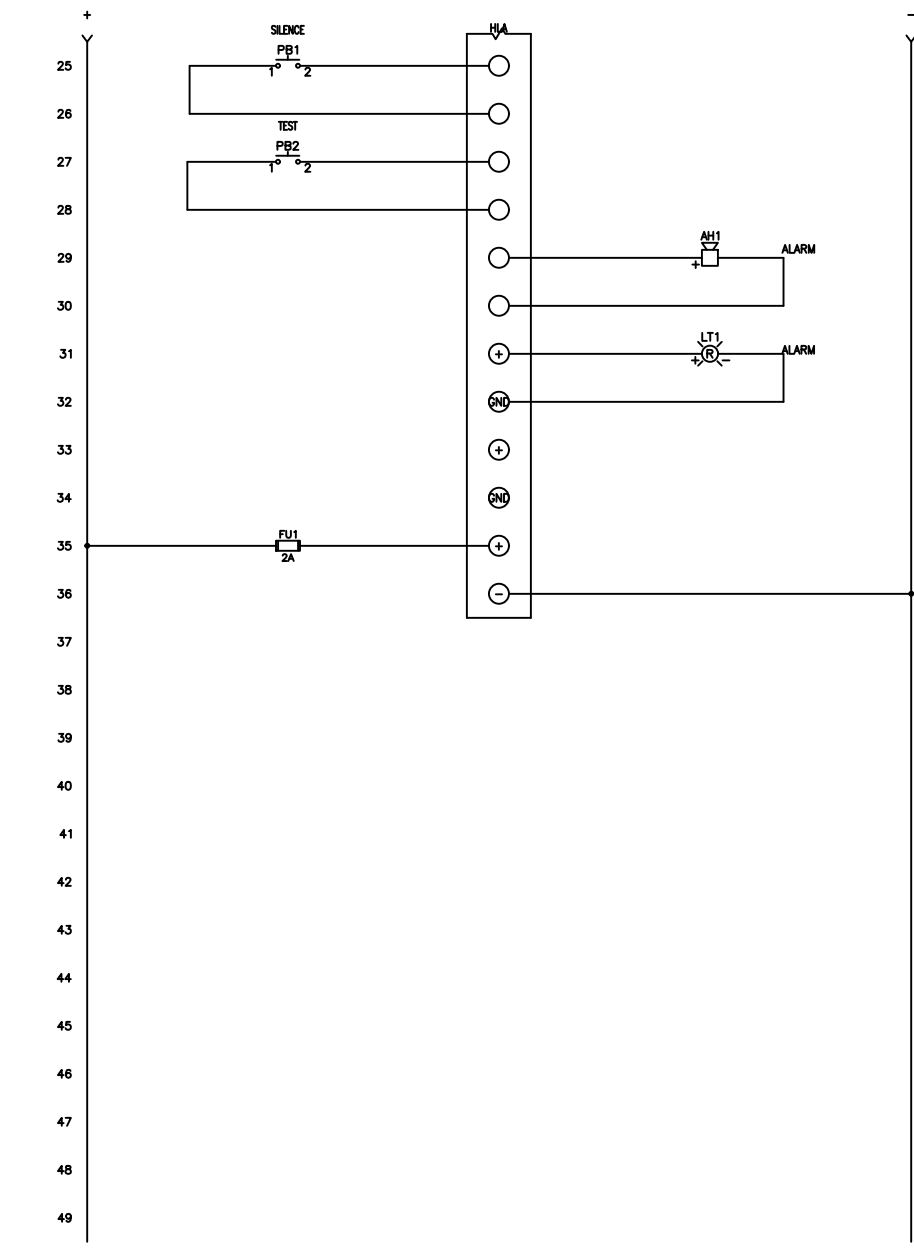 + −
SILENCE HLA
PB1
25 1 2
26
TEST
PB2
27 1 2
28
AH1
29 + ALARM
30
LT1
31 + + R − ALARM
32 GND
33 +
34 GND
FU1
35 +
2A
36 −
37
38
39
40
41
42
43
44
45
46
47
48
49